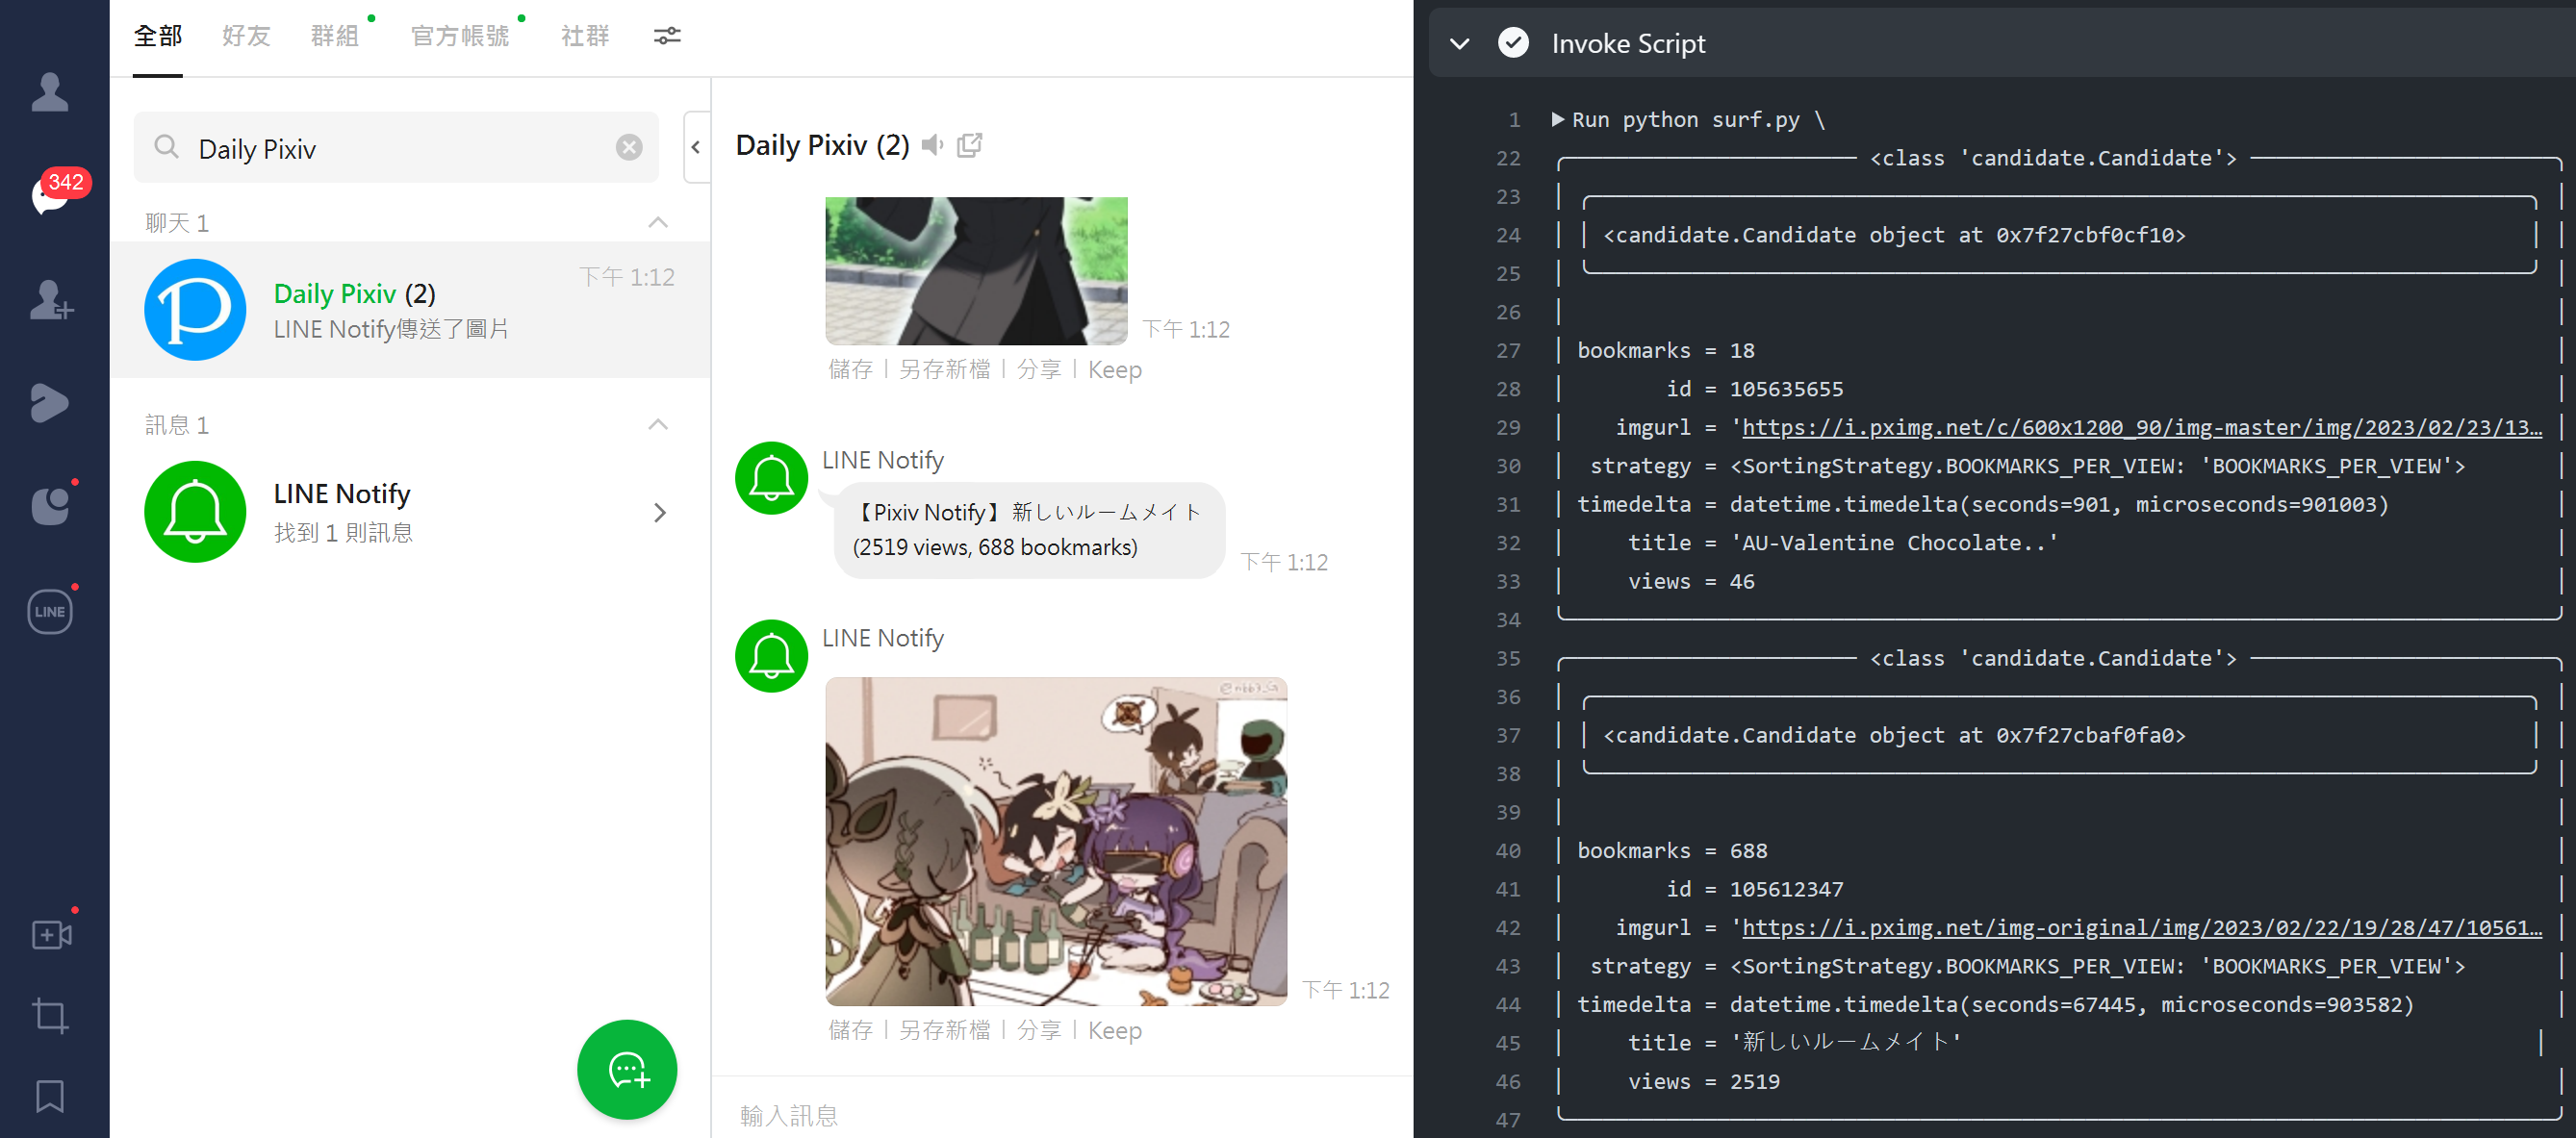 全部 好友 群組 官方帳號 社群
342
LINE
Daily Pixiv
聊天 1
Daily Pixiv (2)
下午 1:12
LINE Notify傳送了圖片
訊息 1
LINE Notify
找到 1 則訊息
Daily Pixiv (2)
下午 1:12
儲存 | 另存新檔 | 分享 | Keep
LINE Notify
【Pixiv Notify】新しいルームメイト
(2519 views, 688 bookmarks)
下午 1:12
LINE Notify
下午 1:12
儲存 | 另存新檔 | 分享 | Keep
輸入訊息
Invoke Script
1 Run python surf.py \
22 <class 'candidate.Candidate'>
23
24 <candidate.Candidate object at 0x7f27cbf0cf10>
25
26
27 bookmarks = 18
28 id = 105635655
29 imgurl = 'https://i.pximg.net/c/600x1200_90/img-master/img/2023/02/23/13…
30 strategy = <SortingStrategy.BOOKMARKS_PER_VIEW: 'BOOKMARKS_PER_VIEW'>
31 timedelta = datetime.timedelta(seconds=901, microseconds=901003)
32 title = 'AU-Valentine Chocolate..'
33 views = 46
34
35 <class 'candidate.Candidate'>
36
37 <candidate.Candidate object at 0x7f27cbaf0fa0>
38
39
40 bookmarks = 688
41 id = 105612347
42 imgurl = 'https://i.pximg.net/img-original/img/2023/02/22/19/28/47/10561…
43 strategy = <SortingStrategy.BOOKMARKS_PER_VIEW: 'BOOKMARKS_PER_VIEW'>
44 timedelta = datetime.timedelta(seconds=67445, microseconds=903582)
45 title = '新しいルームメイト'
46 views = 2519
47